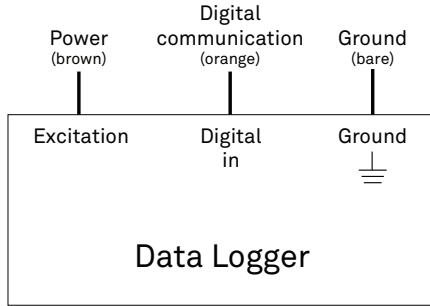 Digital
Power communication Ground
(brown) (orange) (bare)
Excitation Digital Ground
in
Data Logger